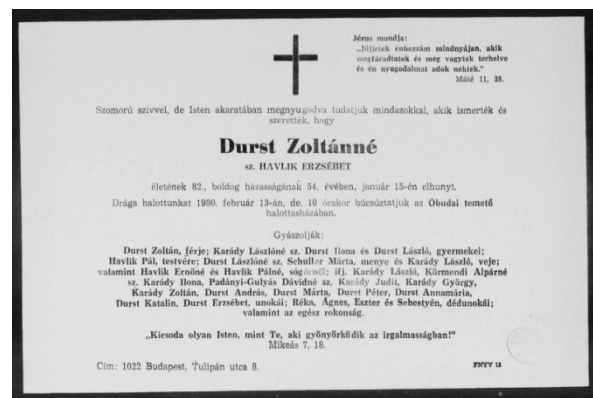 Jézus mondja:
„Jőjjetek énhozzám mindnyájan, akik
megfáradtatok és meg vagytok terhelve
és én nyugodalmat adok nektek."
Máté 11, 28.
Szomorú szívvel, de Isten akaratában megnyugodva tudatjuk mindazokkal, akik ismerték és
szerették, hogy
Durst Zoltánné
sz. HAVLIK ERZSÉBET
életének 82., boldog házasságának 54. évében, január 15-én elhunyt.
Drága halottunkat 1980. február 13-án, de. 10 órakor búcsúztatjuk az Óbudai temető
halottasházában.
Gyászolják:
Durst Zoltán, férje; Karády Lászlóné sz. Durst Ilona és Durst László, gyermekei;
Havlik Pál, testvére; Durst Lászlóné sz. Schuller Márta, menye és Karády László, veje;
valamint Havlik Ernőné és Havlik Pálné, sógornői; ifj. Karády László, Körmendi Alpárné
sz. Karády Ilona, Padányi-Gulyás Dávidné sz. Karády Judit, Karády György,
Karády Zoltán, Durst András, Durst Márta, Durst Péter, Durst Annamária,
Durst Katalin, Durst Erzsébet, unokái; Réka, Ágnes, Eszter és Sebestyén, dédunokái;
valamint az egész rokonság.
„Kicsoda olyan Isten, mint Te, aki gyönyörködik az irgalmasságban!"
Mikeás 7, 18.
Cím: 1022 Budapest, Tulipán utca 8.
FNYV 18